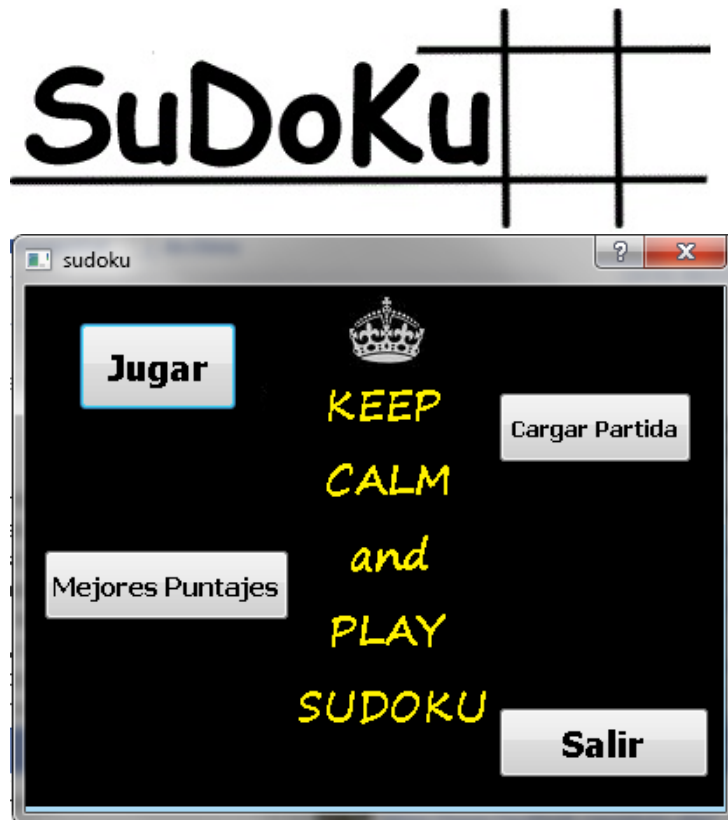 SuDoKu
sudoku
Jugar
KEEP
Cargar Partida
CALM
and
Mejores Puntajes
PLAY
SUDOKU
Salir